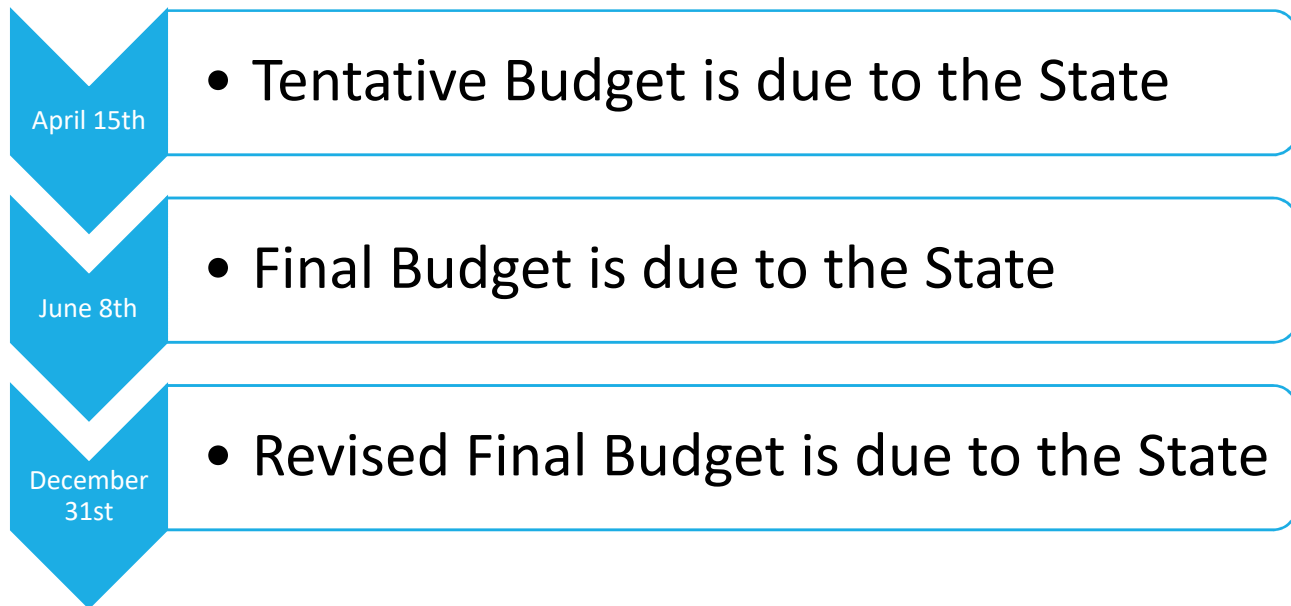 April 15th
• Tentative Budget is due to the State
June 8th
• Final Budget is due to the State
December
31st
• Revised Final Budget is due to the State